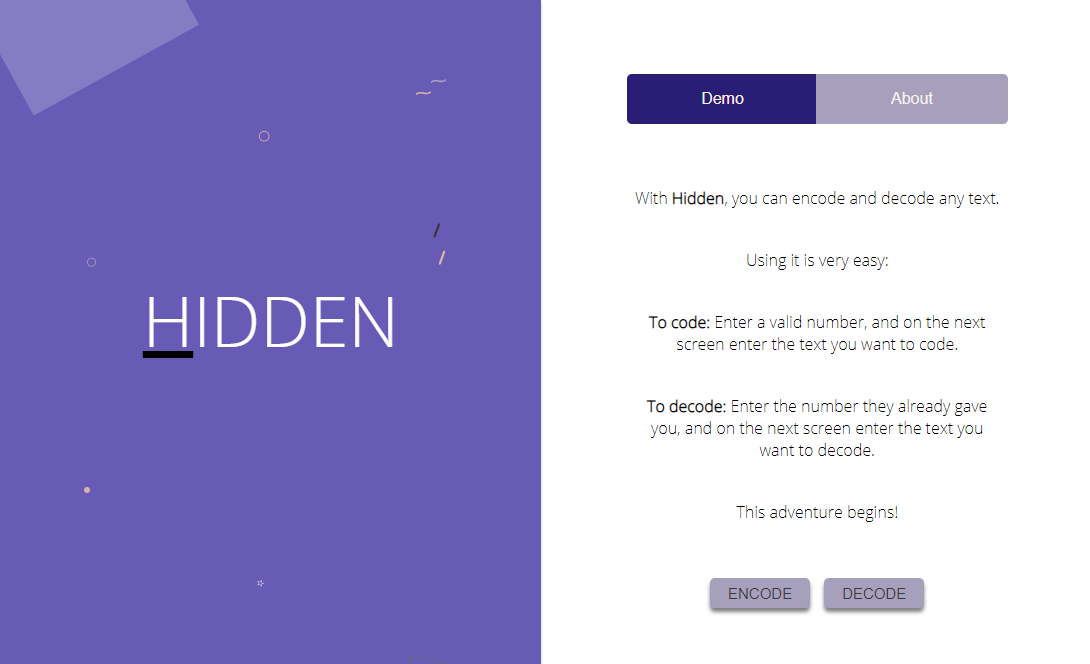 HIDDEN
Demo
About
With Hidden, you can encode and decode any text.
Using it is very easy:
To code: Enter a valid number, and on the next
screen enter the text you want to code.
To decode: Enter the number they already gave
you, and on the next screen enter the text you
want to decode.
This adventure begins!
ENCODE
DECODE